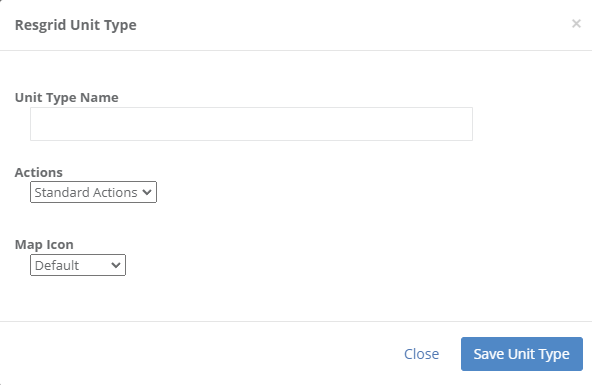 Resgrid Unit Type
×
Unit Type Name
Actions
Standard Actions
Map Icon
Default
Close
Save Unit Type